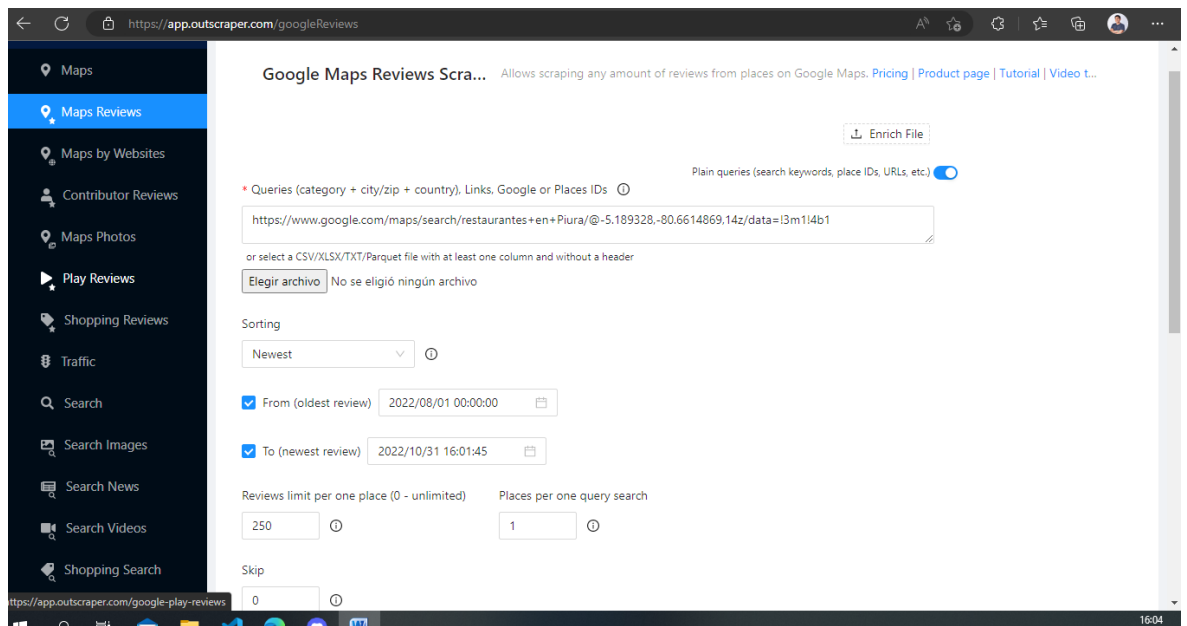 https://app.outscraper.com/googleReviews
Maps
Maps Reviews
Maps by Websites
Contributor Reviews
Maps Photos
Play Reviews
Shopping Reviews
Traffic
Search
Search Images
Search News
Search Videos
Shopping Search
ttps://app.outscraper.com/google-play-reviews
Google Maps Reviews Scra... Allows scraping any amount of reviews from places on Google Maps. Pricing | Product page | Tutorial | Video t...
Enrich File
Plain queries (search keywords, place IDs, URLs, etc.)
* Queries (category + city/zip + country), Links, Google or Places IDs
https://www.google.com/maps/search/restaurantes+en+Piura/@-5.189328,-80.6614869,14z/data=!3m1!4b1
or select a CSV/XLSX/TXT/Parquet file with at least one column and without a header
Elegir archivo No se eligió ningún archivo
Sorting
Newest
From (oldest review) 2022/08/01 00:00:00
To (newest review) 2022/10/31 16:01:45
Reviews limit per one place (0 - unlimited) Places per one query search
250 1
Skip
0
16:04